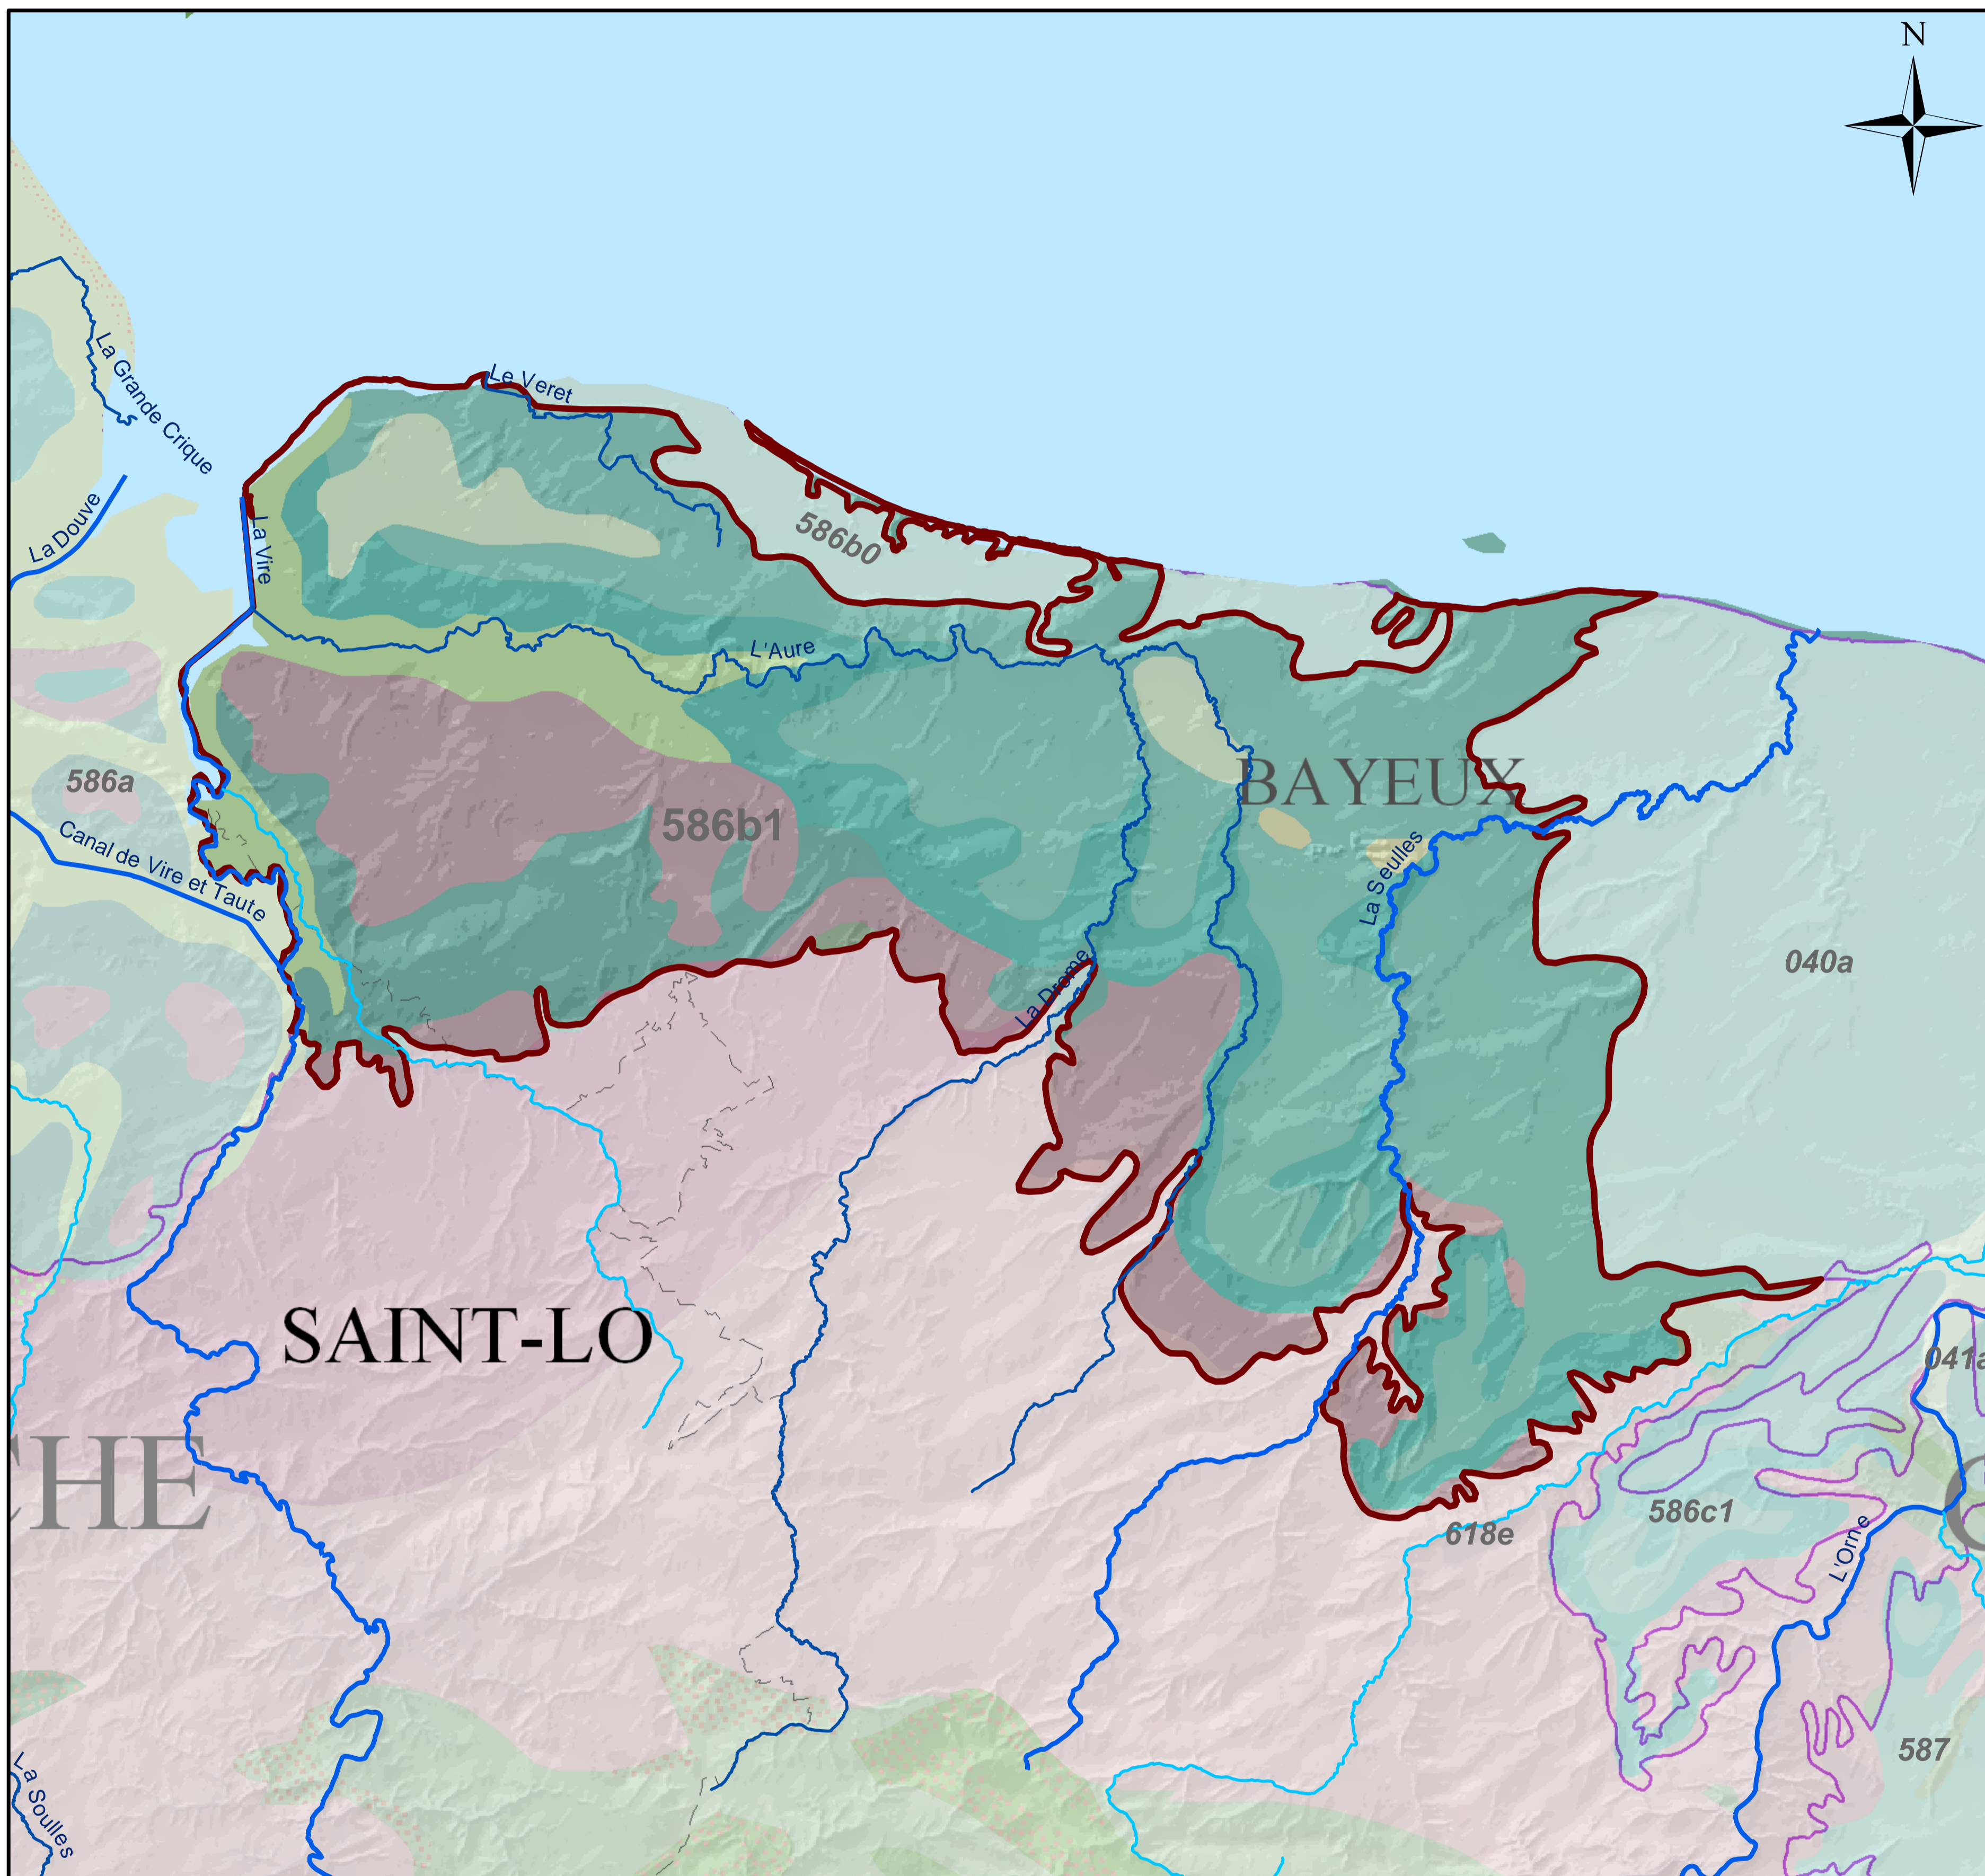 N
La Grande Crique
Le Veret
La Douve
La Vire
586b0
L'Aure
586a
BAYEUX
586b1
Canal de Vire et Taute
La Seulles
040a
La Drome
SAINT-LO
041a
CHE
586c1
618e
L'Orne
587
La Soulles